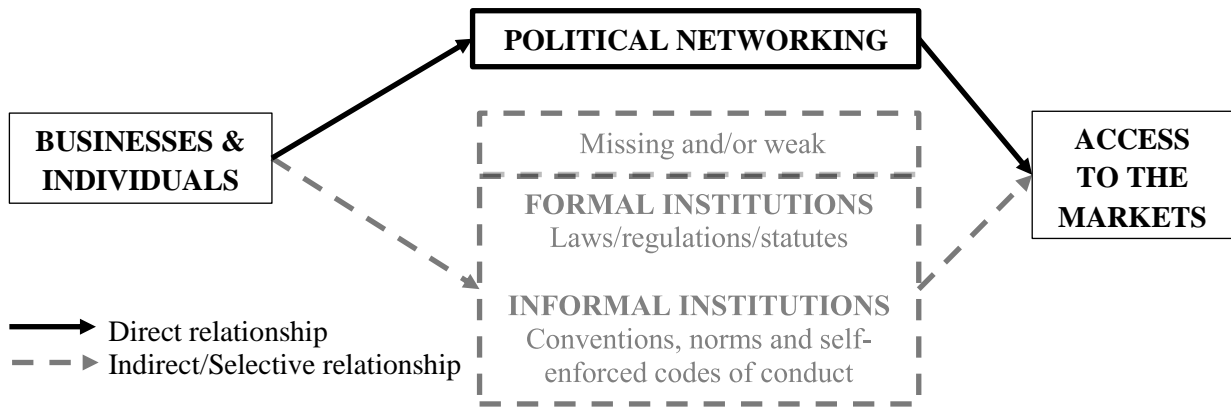 POLITICAL NETWORKING
BUSINESSES &
INDIVIDUALS
Missing and/or weak
FORMAL INSTITUTIONS
Laws/regulations/statutes
INFORMAL INSTITUTIONS
Conventions, norms and self-
enforced codes of conduct
ACCESS
TO THE
MARKETS
Direct relationship
Indirect/Selective relationship